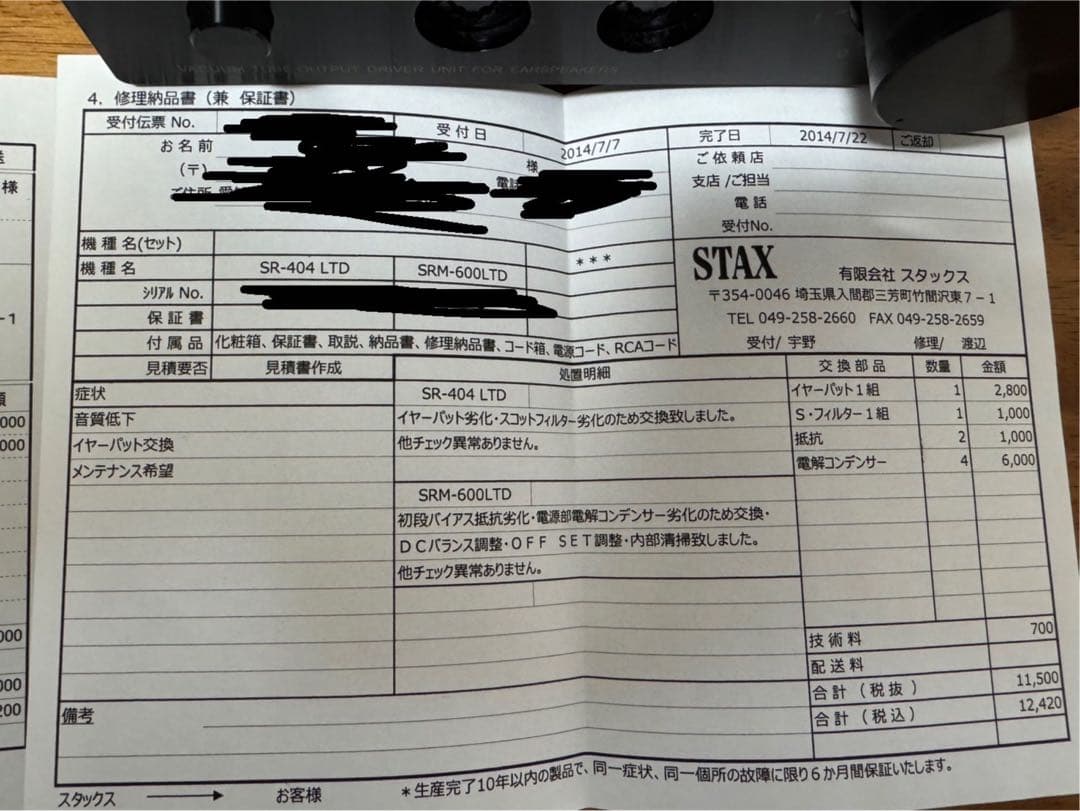 VACUUM TUBE OUTPUT DRIVER UNIT FOR EARSPEAKERS
4. 修理納品書（兼 保証書）
受付伝票 No.
受付日
2014/7/7
完了日
2014/7/22
ご返却
お名前
様
（〒）
電話
ご住所
ご依頼店
支店/ご担当
電話
受付No.
機種名(セット)
機種名
SR-404 LTD
SRM-600LTD
***
ｼﾘｱﾙ No.
保証書
付属品
化粧箱、保証書、取説、納品書、修理納品書、コード箱、電源コード、RCAコード
STAX
有限会社 スタックス
〒354-0046 埼玉県入間郡三芳町竹間沢東７－１
TEL 049-258-2660 FAX 049-258-2659
受付/ 宇野
修理/ 渡辺
見積要否
見積書作成
処置明細
交換部品
数量
金額
症状
音質低下
イヤーパット交換
メンテナンス希望
SR-404 LTD
イヤーパット劣化・スコットフィルター劣化のため交換致しました。
他チェック異常ありません。
SRM-600LTD
初段バイアス抵抗劣化・電源部電解コンデンサー劣化のため交換・
ＤＣバランス調整・ＯＦＦ ＳＥＴ調整・内部清掃致しました。
他チェック異常ありません。
イヤーパット１組 1 2,800
Ｓ・フィルター１組 1 1,000
抵抗 2 1,000
電解コンデンサー 4 6,000
技術料 700
配送料
合計（税抜） 11,500
合計（税込） 12,420
備考
スタックス → お客様
＊生産完了10年以内の製品で、同一症状、同一個所の故障に限り６か月間保証いたします。
様
-1
000
000
000
000
200